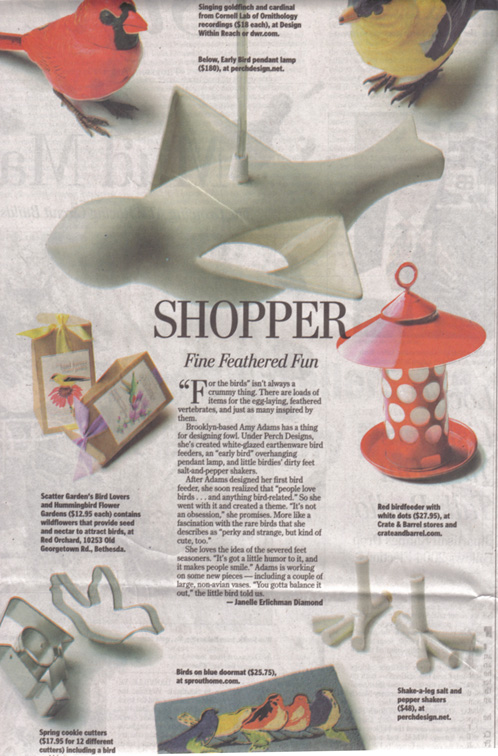 Singing goldfinch and cardinal
from Cornell Lab of Ornithology
recordings ($18 each), at Design
Within Reach or dwr.com.
Below, Early Bird pendant lamp
($180), at perchdesign.net.
SHOPPER
Fine Feathered Fun
“For the birds” isn't always a
crummy thing. There are loads of
items for the egg-laying, feathered
vertebrates, and just as many inspired by
them.
Brooklyn-based Amy Adams has a thing
for designing fowl. Under Perch Designs,
she's created white-glazed earthenware bird
feeders, an “early bird” overhanging
pendant lamp, and little birdies' dirty feet
salt-and-pepper shakers.
After Adams designed her first bird
feeder, she soon realized that “people love
birds . . . and anything bird-related.” So she
went with it and created a theme. “It's not
an obsession,” she promises. More like a
fascination with the rare birds that she
describes as “perky and strange, but kind of
cute, too.”
She loves the idea of the severed feet
seasoners. “It's got a little humor to it, and
it makes people smile.” Adams is working
on some new pieces — including a couple of
large, non-avian vases. “You gotta balance it
out,” the little bird told us.
— Janelle Erlichman Diamond
Scatter Garden's Bird Lovers
and Hummingbird Flower
Gardens ($12.95 each) contains
wildflowers that provide seed
and nectar to attract birds, at
Red Orchard, 10253 Old
Georgetown Rd., Bethesda.
Red birdfeeder with
white dots ($27.95), at
Crate & Barrel stores and
crateandbarrel.com.
Birds on blue doormat ($25.75),
at sprouthome.com.
Shake-a-leg salt and
pepper shakers
($48), at
perchdesign.net.
Spring cookie cutters
($17.95 for 12 different
cutters) including a bird